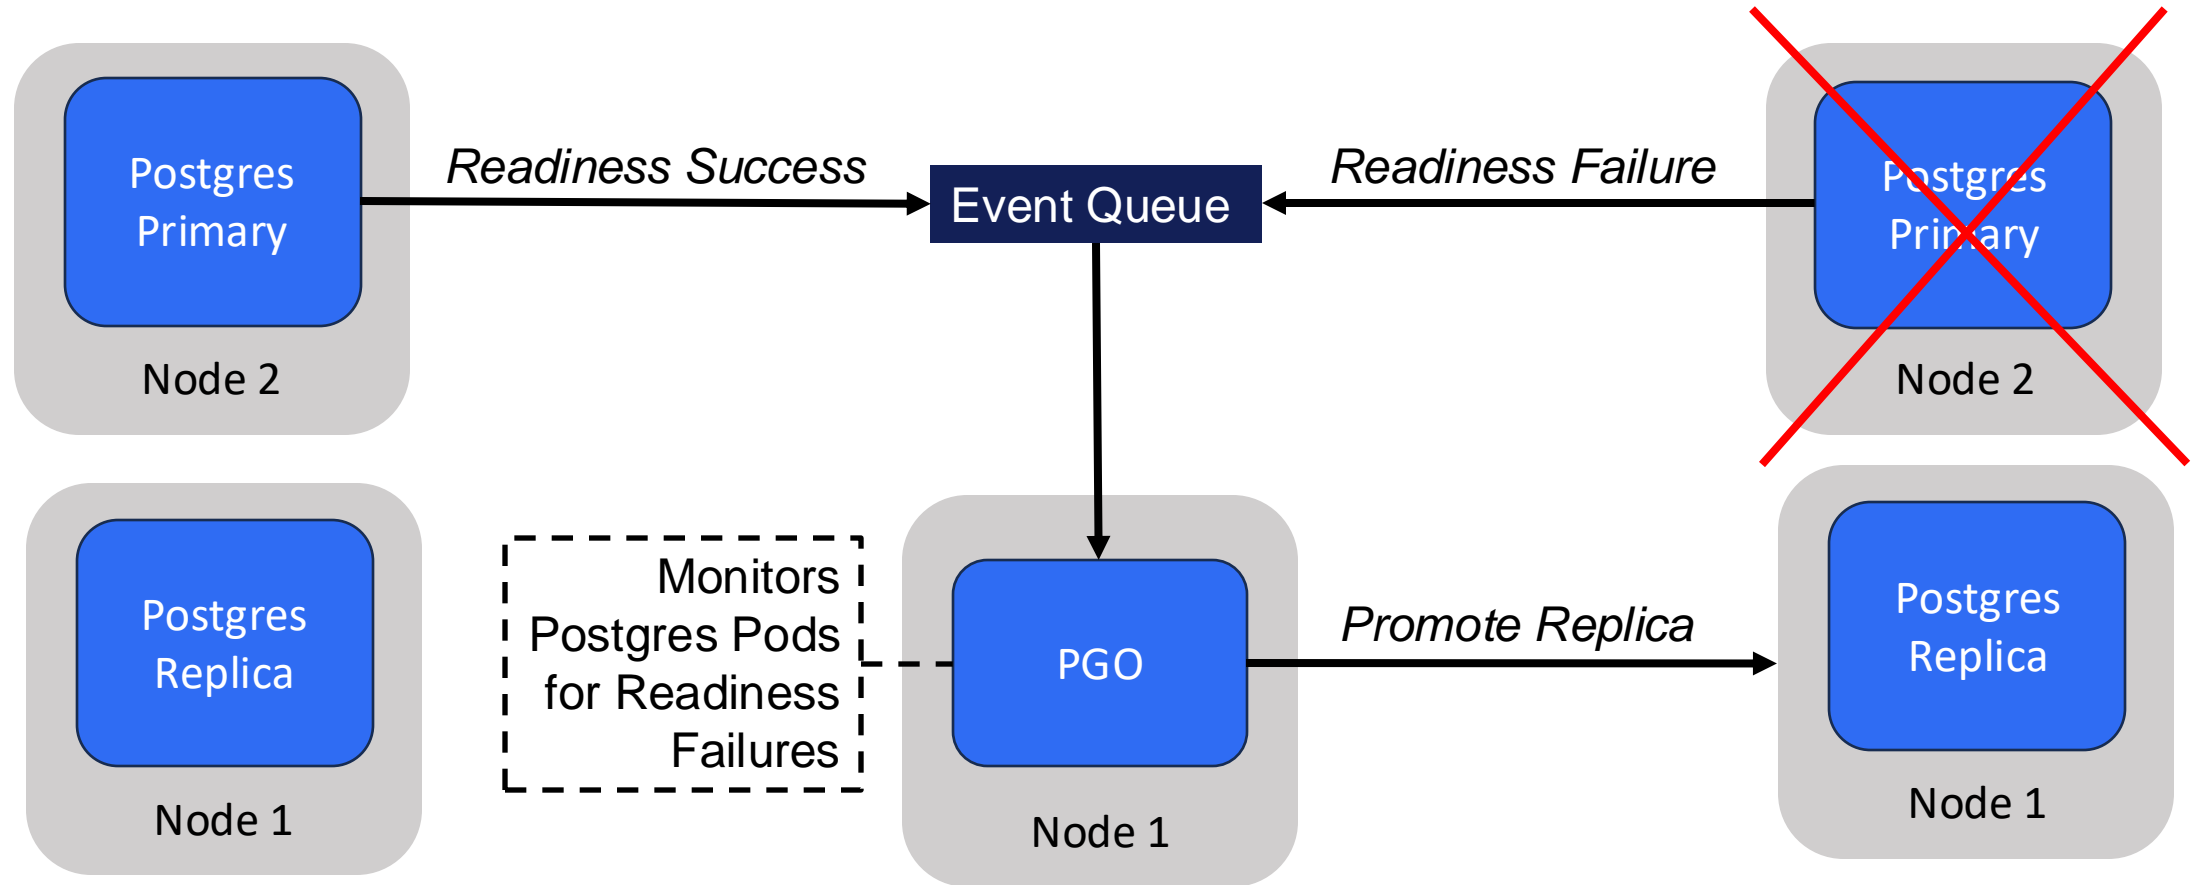 Postgres
Primary
Node 2
Readiness Success
Event Queue
Readiness Failure
Postgres
Primary
Node 2
Postgres
Replica
Node 1
Monitors
Postgres Pods
for Readiness
Failures
PGO
Node 1
Promote Replica
Postgres
Replica
Node 1